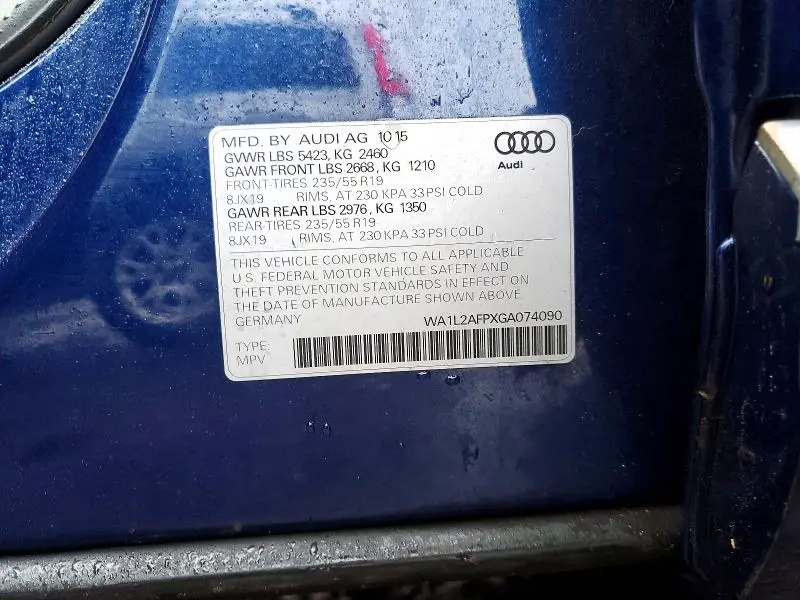 MFD. BY AUDI AG 10 15
GVWR LBS 5423, KG 2460
GAWR FRONT LBS 2668, KG 1210
FRONT-TIRES 235/55 R19
8JX19 RIMS, AT 230 KPA 33 PSI COLD
GAWR REAR LBS 2976, KG 1350
REAR-TIRES 235/55 R19
8JX19 RIMS, AT 230 KPA 33 PSI COLD
Audi
THIS VEHICLE CONFORMS TO ALL APPLICABLE
U.S. FEDERAL MOTOR VEHICLE SAFETY AND
THEFT PREVENTION STANDARDS IN EFFECT ON
THE DATE OF MANUFACTURE SHOWN ABOVE
GERMANY WA1L2AFPXGA074090
TYPE:
MPV